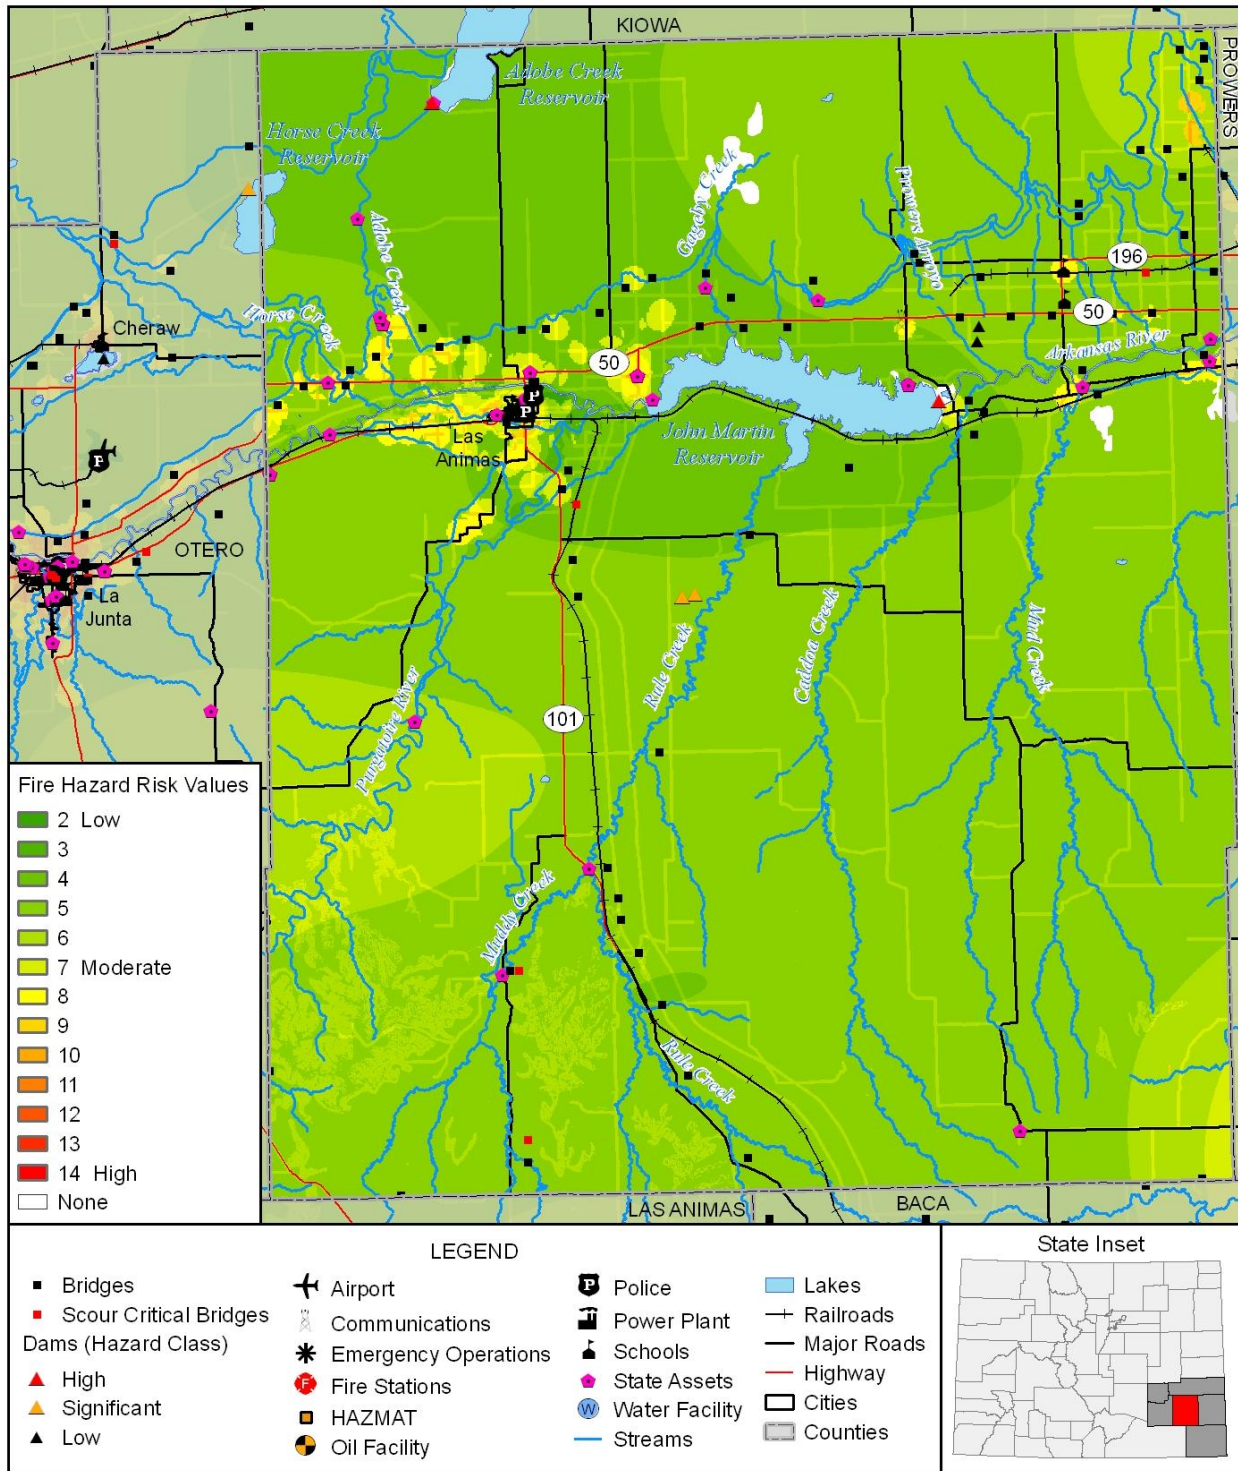 KIOWA
PROWERS
Adobe Creek
Reservoir
Horse Creek
Reservoir
Gageby Creek
Prowers Arroyo
Adobe Creek
196
Horse Creek
50
Cheraw
50
Arkansas River
P
P
Las
Animas
John Martin
Reservoir
P
OTERO
La
Junta
Rule Creek
Caddoa Creek
Mud Creek
Purgatoire River
101
Fire Hazard Risk Values
2 Low
3
4
5
6
7 Moderate
8
9
10
11
12
13
14 High
None
Muddy Creek
Rule Creek
LAS ANIMAS
BACA
LEGEND
Bridges
Scour Critical Bridges
Dams (Hazard Class)
High
Significant
Low
Airport
Communications
Emergency Operations
F Fire Stations
HAZMAT
Oil Facility
P Police
Power Plant
Schools
State Assets
W Water Facility
Streams
Lakes
Railroads
Major Roads
Highway
Cities
Counties
State Inset